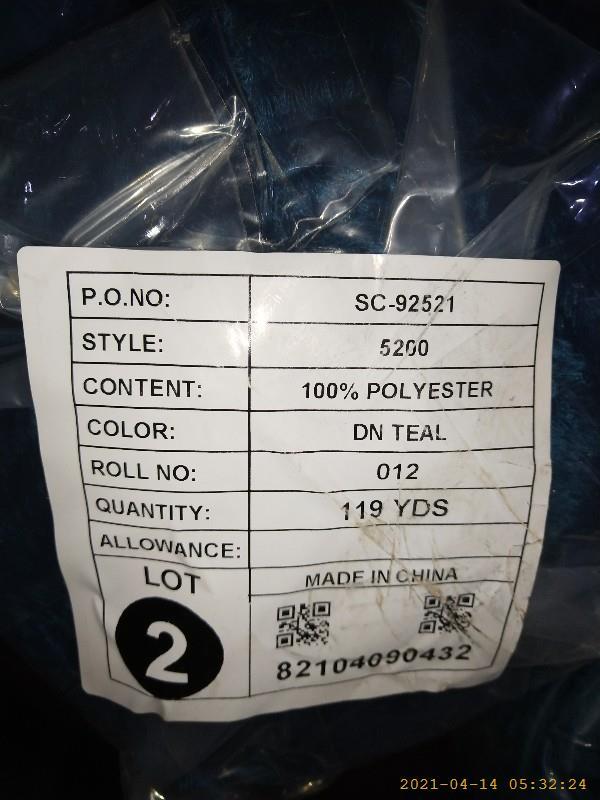 P.O.NO: SC-92521
STYLE: 5200
CONTENT: 100% POLYESTER
COLOR: DN TEAL
ROLL NO: 012
QUANTITY: 119 YDS
ALLOWANCE:
LOT
2
MADE IN CHINA
82104090432
2021-04-14 05:32:24